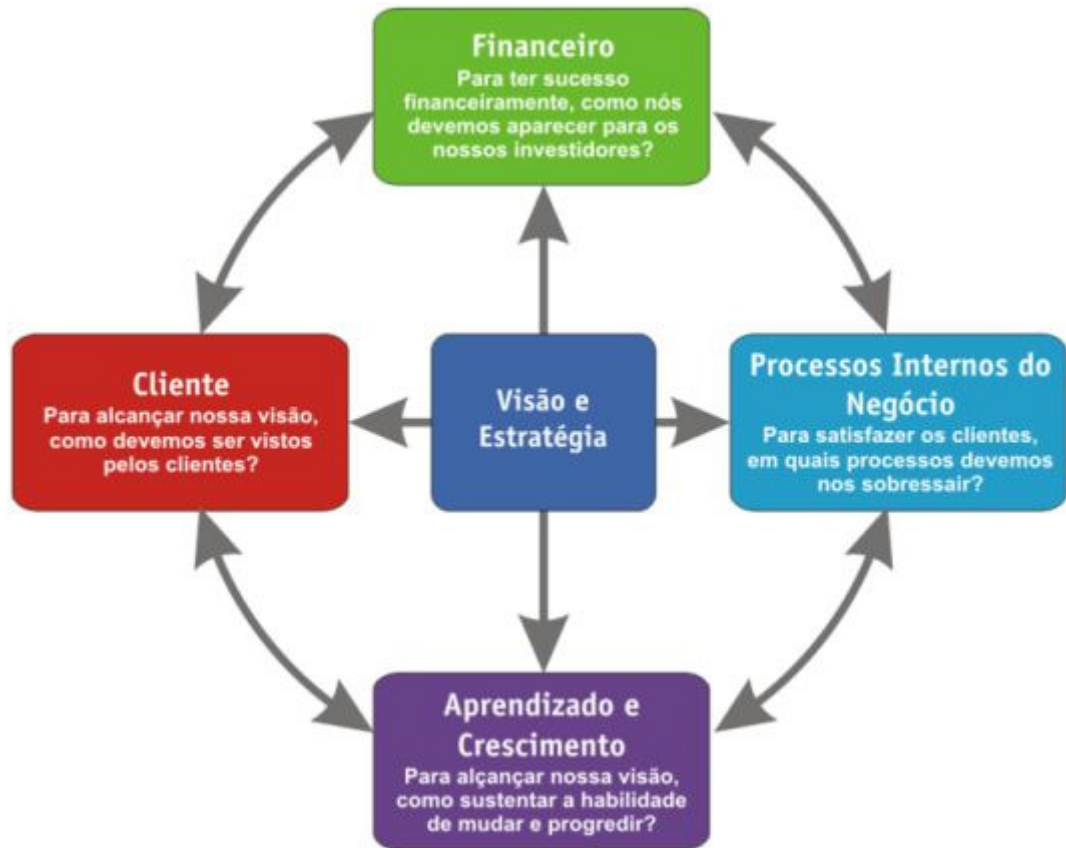 Financeiro
Para ter sucesso
financeiramente, como nós
devemos aparecer para os
nossos investidores?
Cliente
Para alcançar nossa visão,
como devemos ser vistos
pelos clientes?
Visão e
Estratégia
Processos Internos do
Negócio
Para satisfazer os clientes,
em quais processos devemos
nos sobressair?
Aprendizado e
Crescimento
Para alçançar nossa visão,
como sustentar a habilidade
de mudar e progredir?